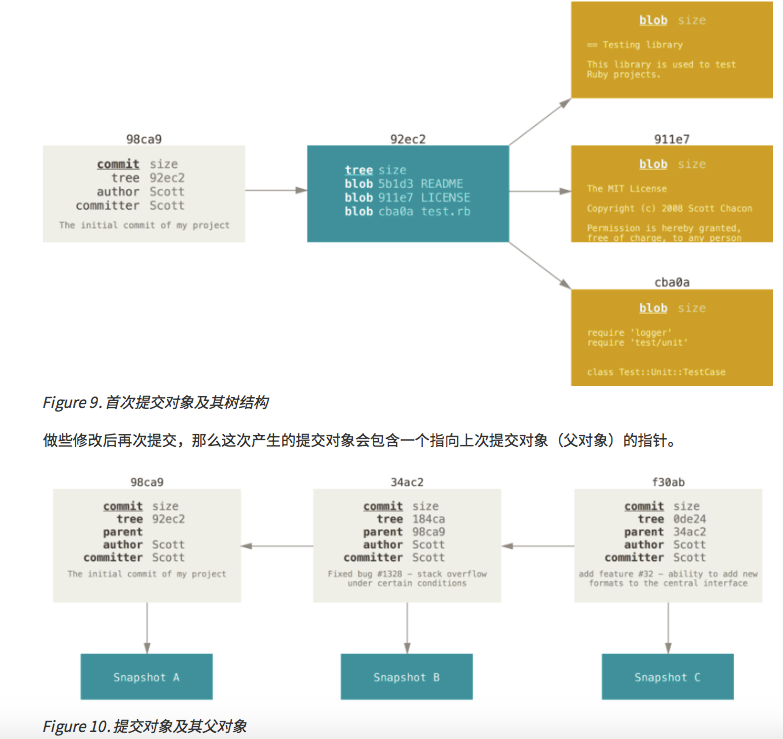 blob size
== Testing library
This library is used to test
Ruby projects.
98ca9
commit size
tree 92ec2
author Scott
committer Scott
The initial commit of my project
92ec2
tree size
blob 5b1d3 README
blob 911e7 LICENSE
blob cba0a test.rb
911e7
blob size
The MIT License
Copyright (c) 2008 Scott Chacon
Permission is hereby granted,
free of charge, to any person
cba0a
blob size
require 'logger'
require 'test/unit'
class Test::Unit::TestCase
Figure 9. 首次提交对象及其树结构
做些修改后再次提交，那么这次产生的提交对象会包含一个指向上次提交对象（父对象）的指针。
98ca9
commit size
tree 92ec2
parent
author Scott
committer Scott
The initial commit of my project
Snapshot A
34ac2
commit size
tree 184ca
parent 98ca9
author Scott
committer Scott
Fixed bug #1328 – stack overflow
under certain conditions
Snapshot B
f30ab
commit size
tree 0de24
parent 34ac2
author Scott
committer Scott
add feature #32 – ability to add new
formats to the central interface
Snapshot C
Figure 10. 提交对象及其父对象